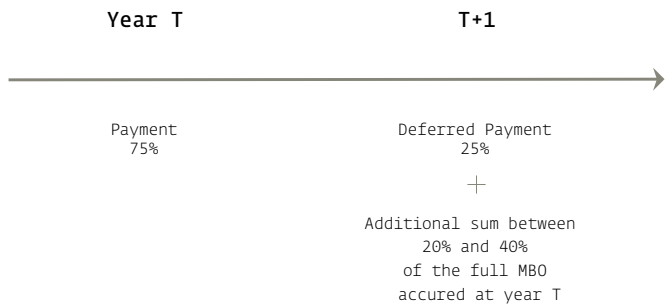 Year T
T+1
Payment
75%
Deferred Payment
25%
+
Additional sum between
20% and 40%
of the full MBO
accured at year T